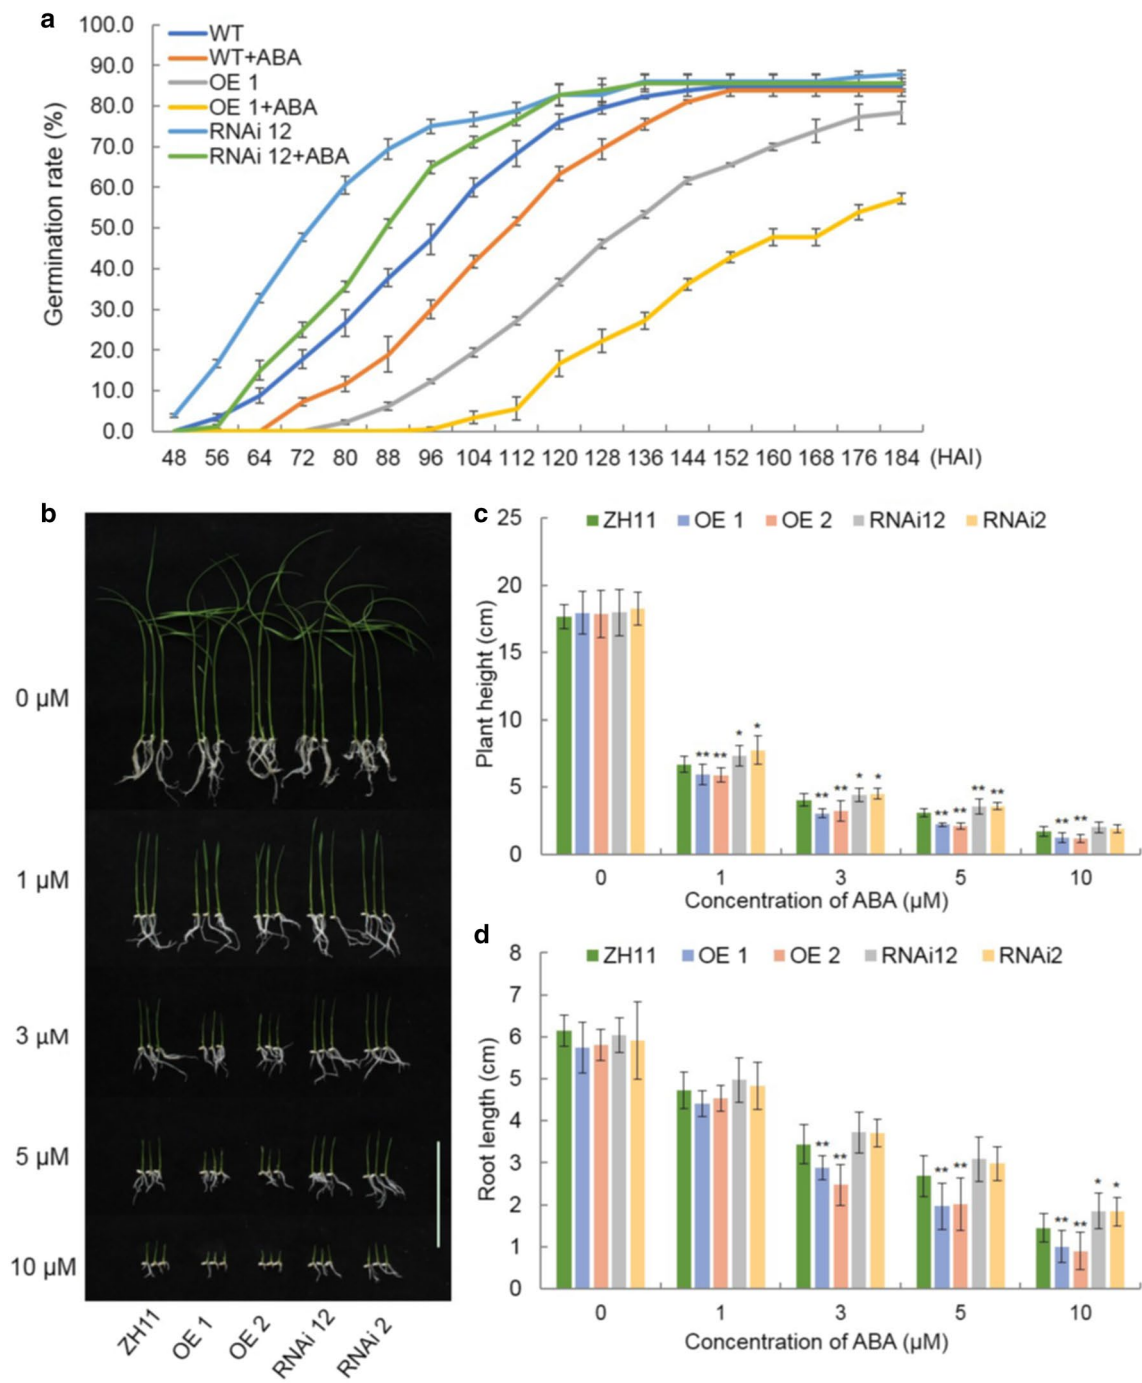 a
100.0
90.0
80.0
70.0
60.0
50.0
40.0
30.0
20.0
10.0
0.0
Germination rate (%)
WT
WT+ABA
OE 1
OE 1+ABA
RNAi 12
RNAi 12+ABA
48 56 64 72 80 88 96 104 112 120 128 136 144 152 160 168 176 184 (HAI)
b
0 μM
1 μM
3 μM
5 μM
10 μM
ZH11
OE 1
OE 2
RNAi 12
RNAi 2
c
ZH11 OE 1 OE 2 RNAi12 RNAi2
25
20
15
10
5
0
Plant height (cm)
** ** * *
** ** * *
** ** ** **
** **
0 1 3 5 10
Concentration of ABA (μM)
d
ZH11 OE 1 OE 2 RNAi12 RNAi2
8
7
6
5
4
3
2
1
0
Root length (cm)
** **
** **
** ** * *
0 1 3 5 10
Concentration of ABA (μM)